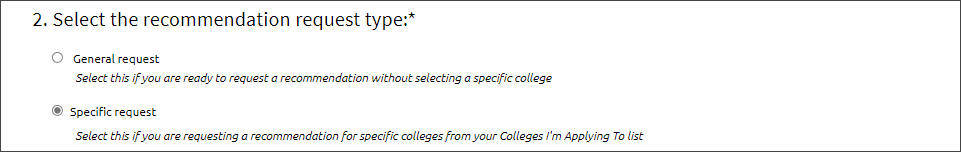 2. Select the recommendation request type:*
General request
Select this if you are ready to request a recommendation without selecting a specific college
Specific request
Select this if you are requesting a recommendation for specific colleges from your Colleges I'm Applying To list